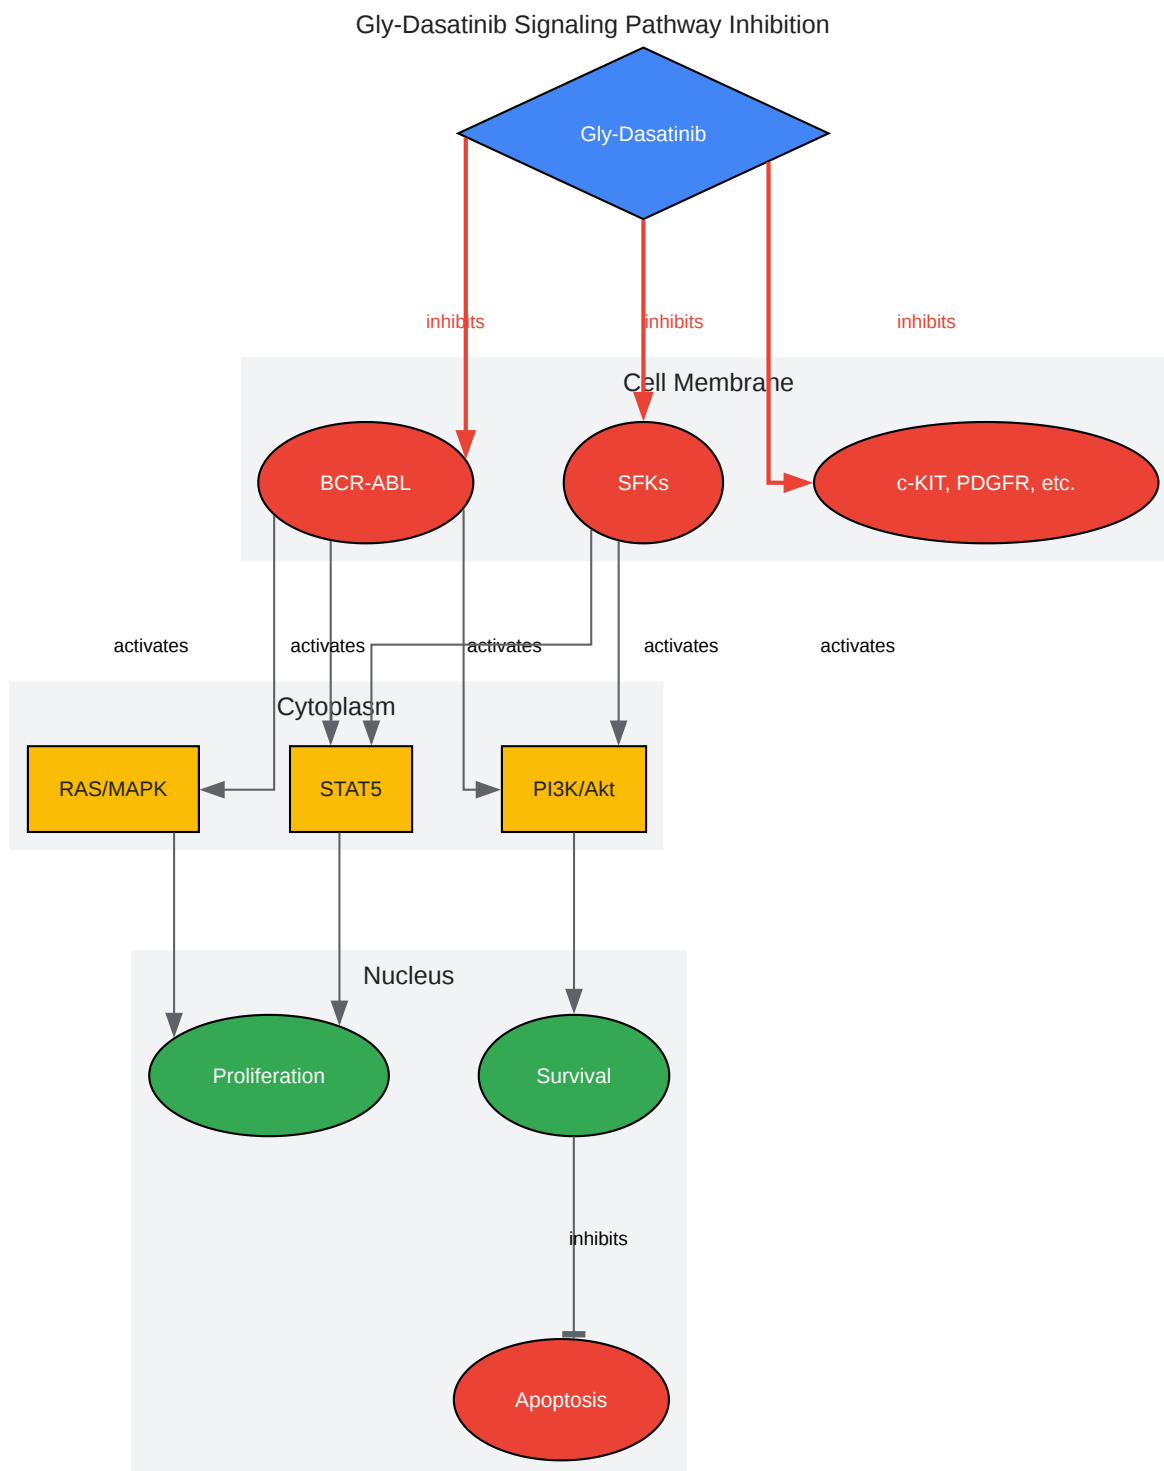 Gly-Dasatinib Signaling Pathway Inhibition
Gly-Dasatinib
inhibits
inhibits
inhibits
Cell Membrane
BCR-ABL
SFKs
c-KIT, PDGFR, etc.
activates
activates
activates
activates
activates
Cytoplasm
RAS/MAPK
STAT5
PI3K/Akt
Nucleus
Proliferation
Survival
inhibits
Apoptosis